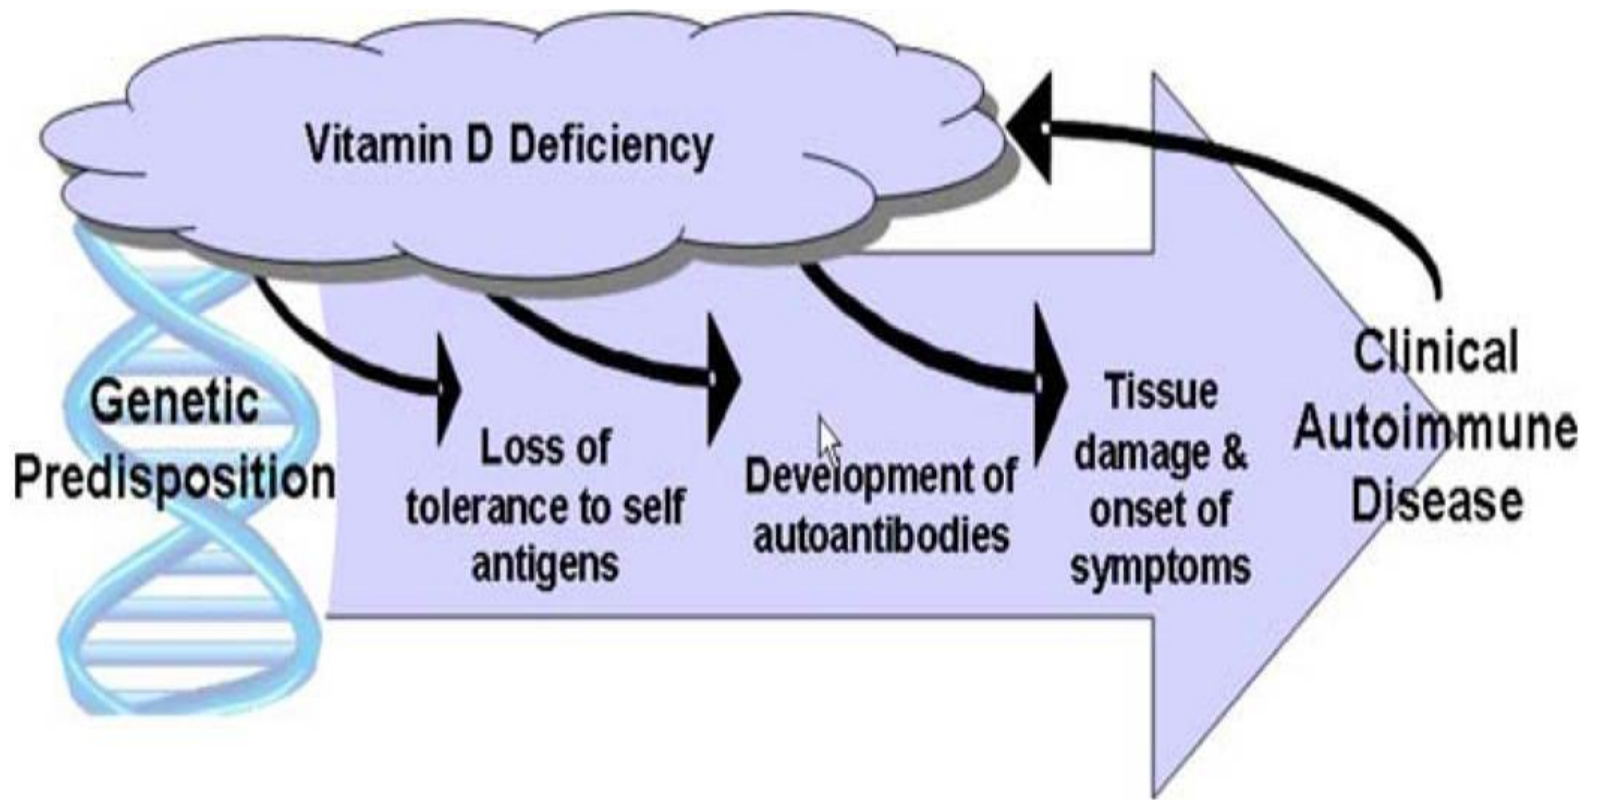 Vitamin D Deficiency
Genetic
Predisposition
Loss of
tolerance to self
antigens
Development of
autoantibodies
Tissue
damage &
onset of
symptoms
Clinical
Autoimmune
Disease